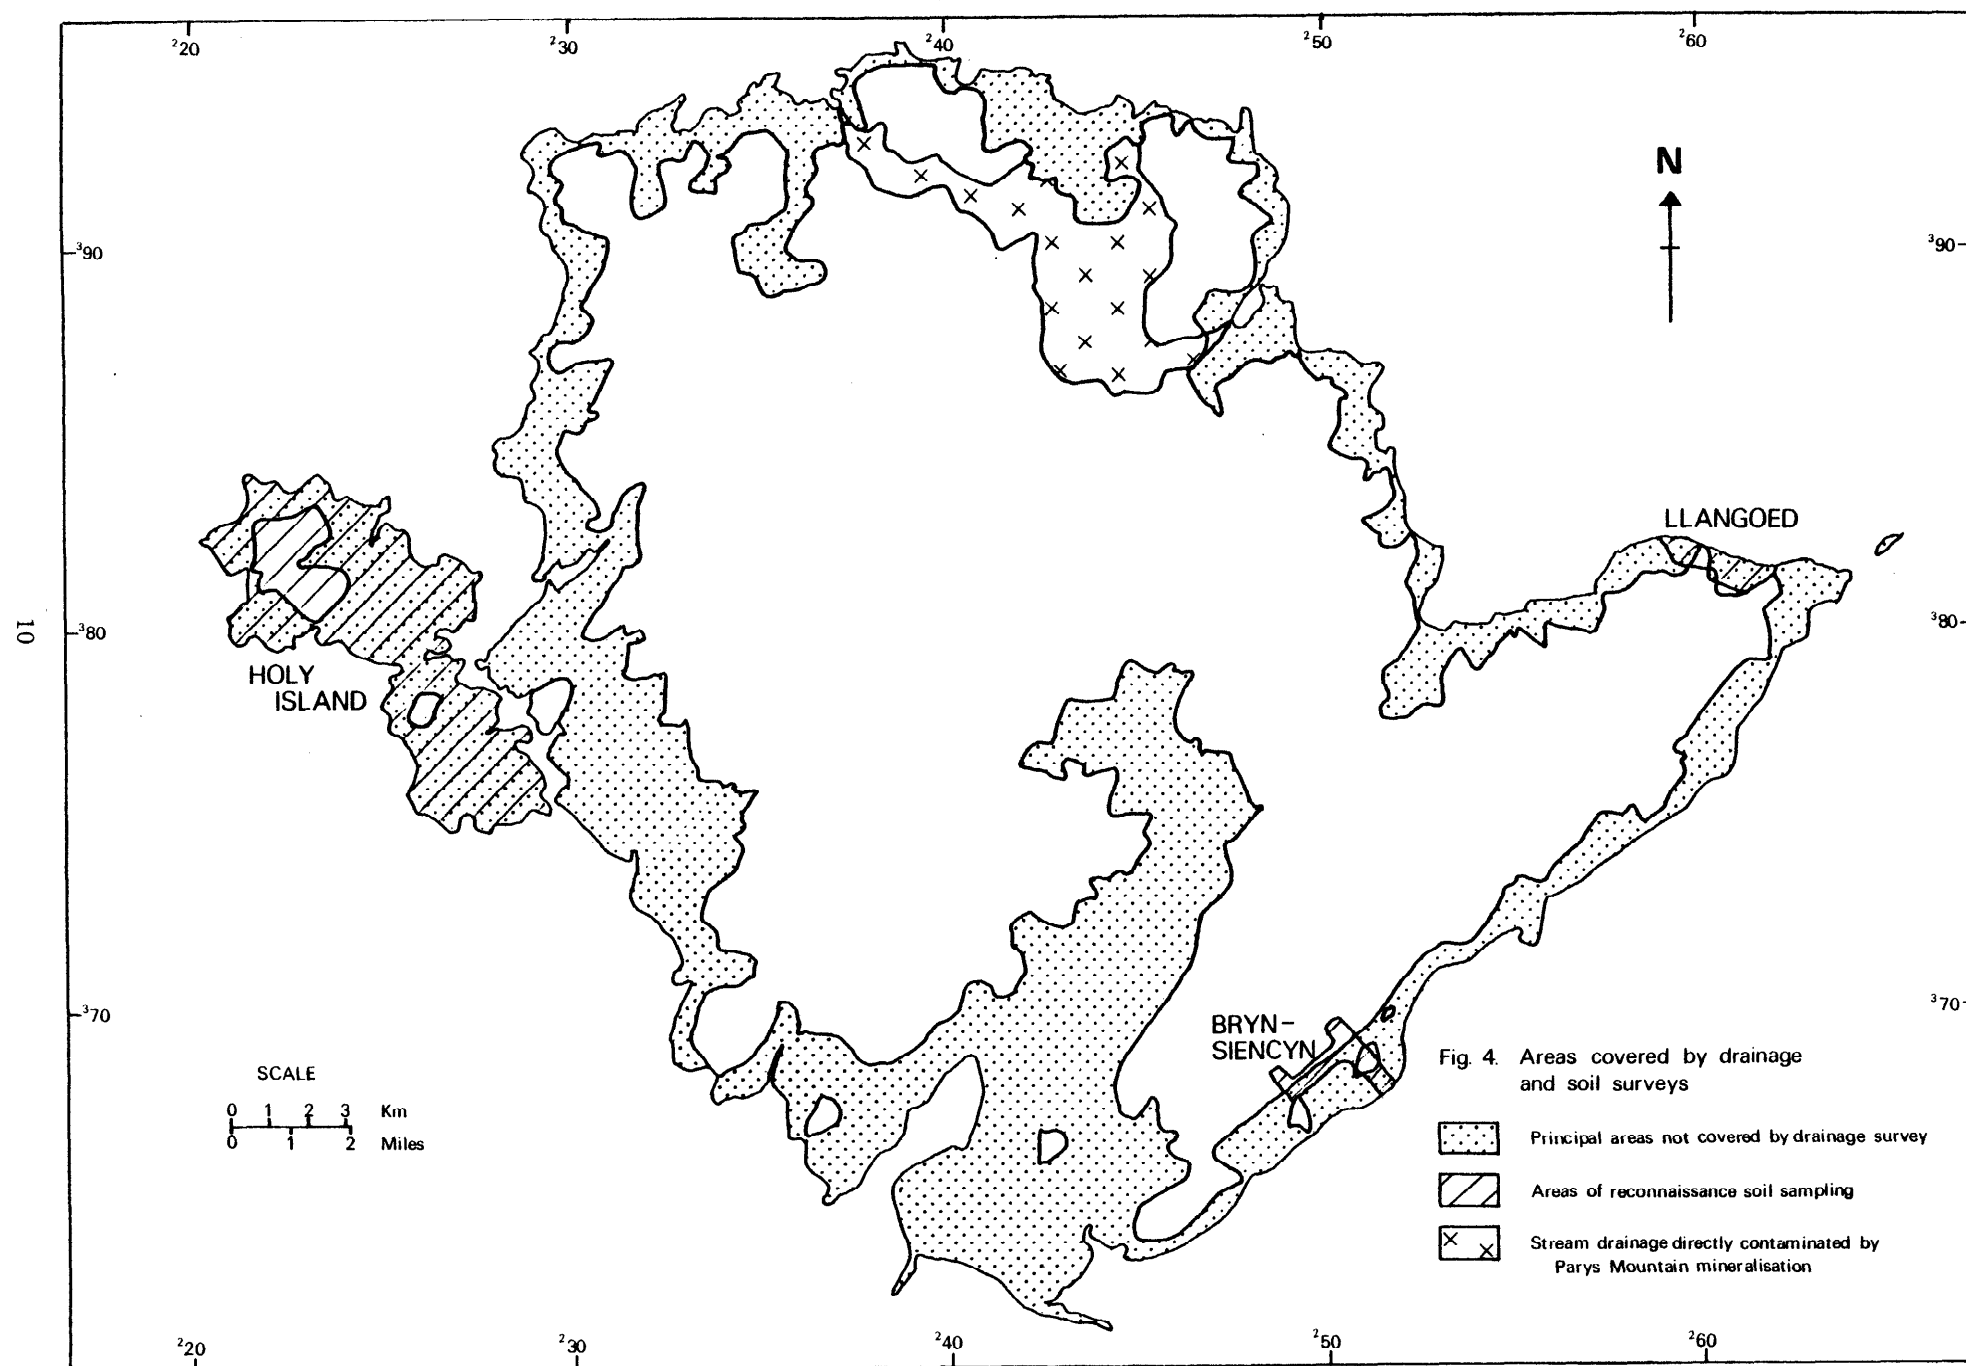 ²20 ²30 ²40 ²50 ²60
N
³90 ³90
LLANGOED
³80 ³80
10
HOLY
ISLAND
³70 ³70
BRYN-
SIENCYN
Fig. 4. Areas covered by drainage
and soil surveys
SCALE
0 1 2 3 Km
0 1 2 Miles
Principal areas not covered by drainage survey
Areas of reconnaissance soil sampling
Stream drainage directly contaminated by
Parys Mountain mineralisation
²20 ²30 ²40 ²50 ²60